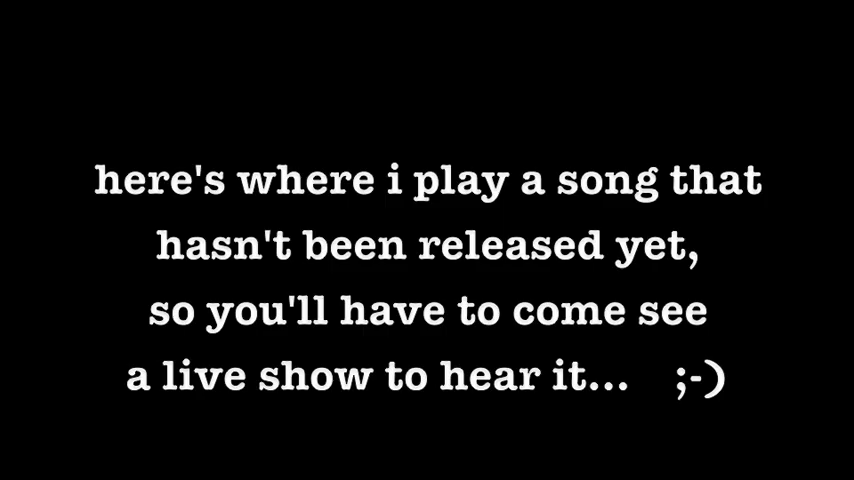 here's where i play a song that
hasn't been released yet,
so you'll have to come see
a live show to hear it... ;-)